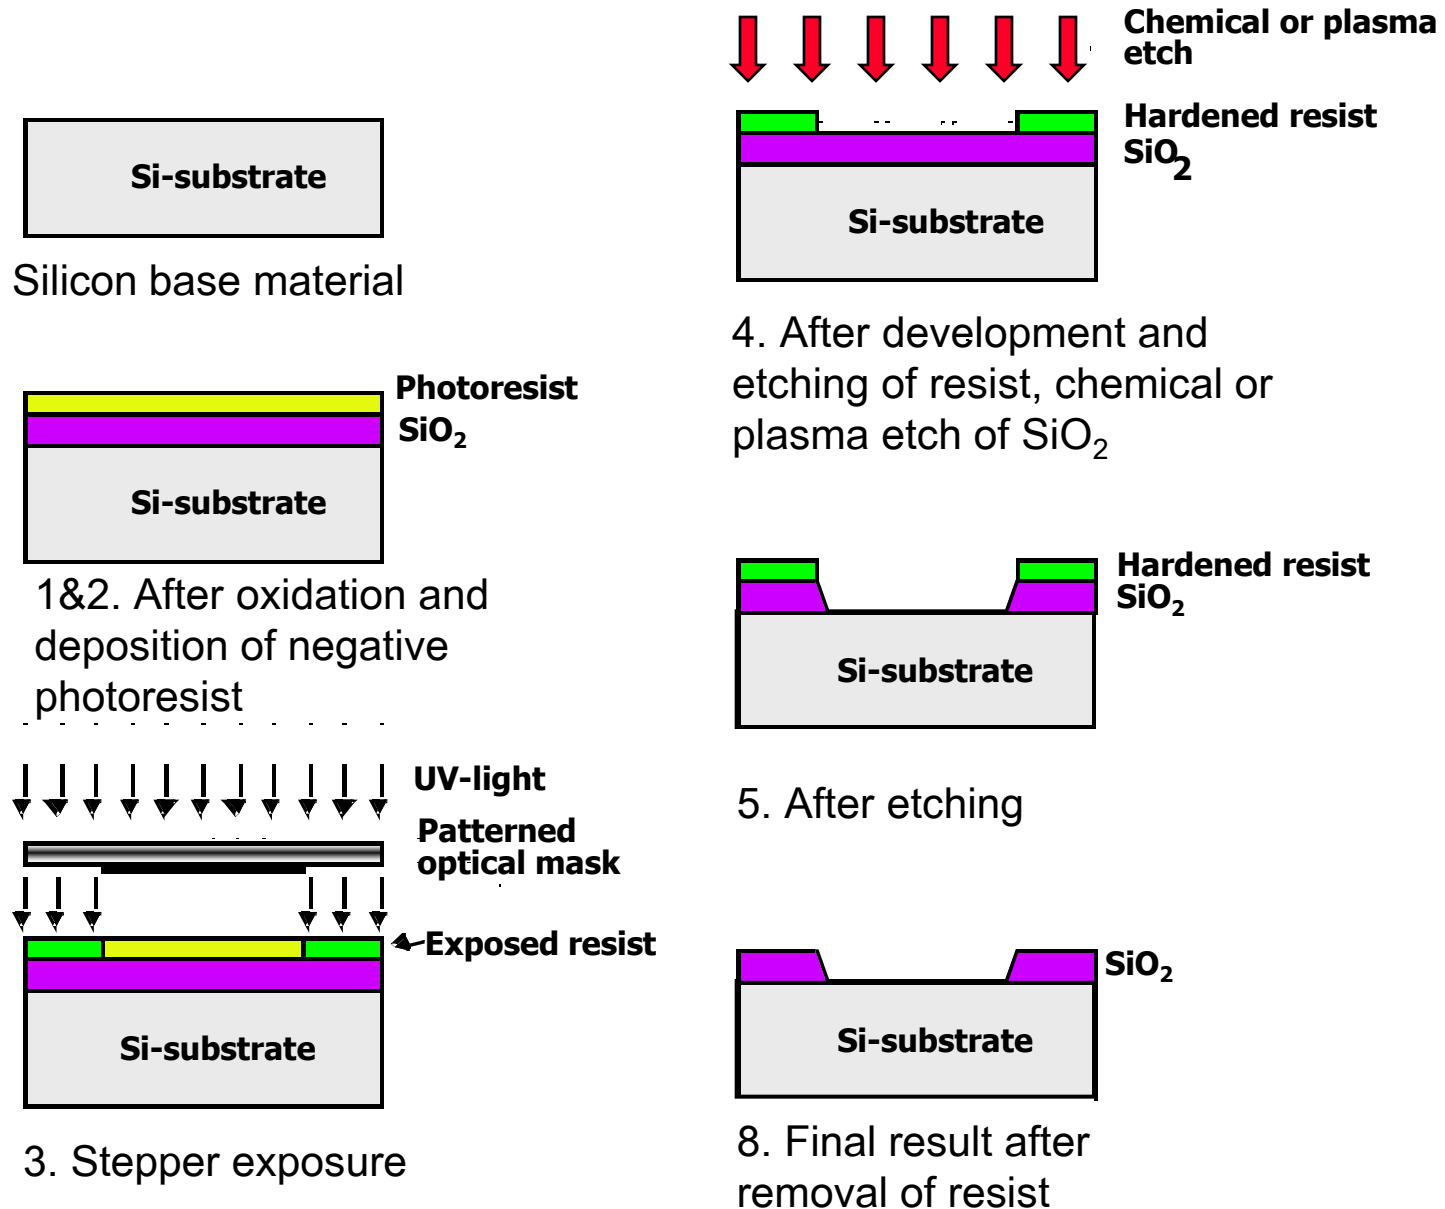 Si-substrate
Silicon base material
Photoresist
SiO₂
Si-substrate
1&2. After oxidation and
deposition of negative
photoresist
UV-light
Patterned
optical mask
Exposed resist
Si-substrate
3. Stepper exposure
Chemical or plasma
etch
Hardened resist
SiO₂
Si-substrate
4. After development and
etching of resist, chemical or
plasma etch of SiO₂
Hardened resist
SiO₂
Si-substrate
5. After etching
SiO₂
Si-substrate
8. Final result after
removal of resist